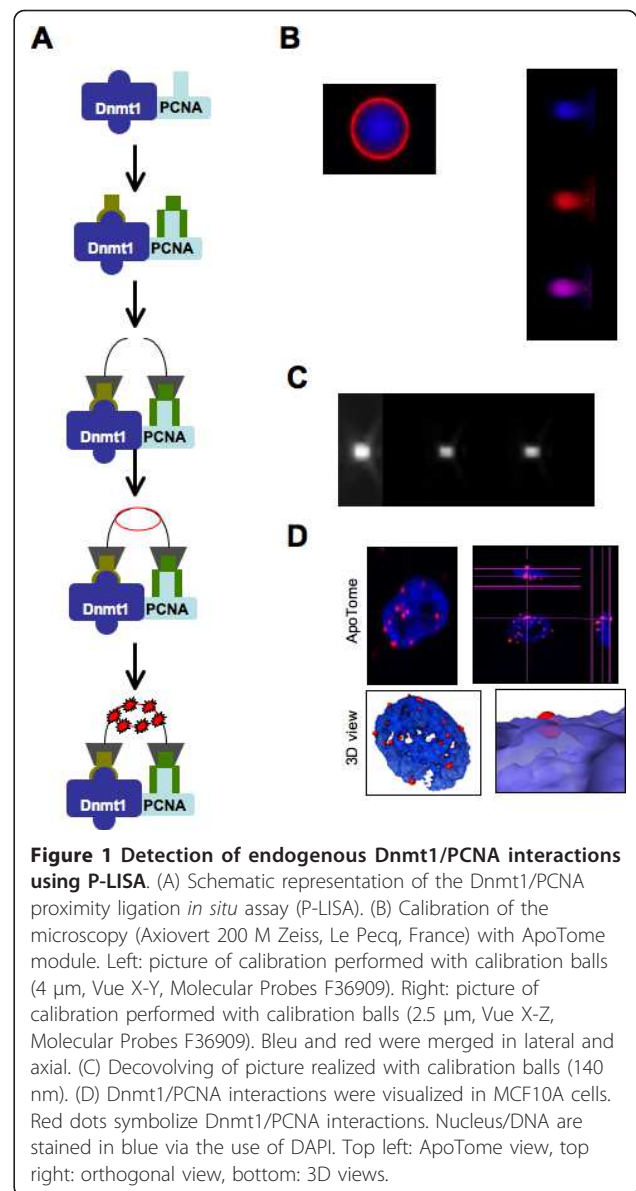 A
B
Dnmt1
PCNA
Dnmt1
PCNA
C
Dnmt1
PCNA
D
ApoTome
Dnmt1
PCNA
3D view
Dnmt1
PCNA
Figure 1 Detection of endogenous Dnmt1/PCNA interactions
using P-LISA. (A) Schematic representation of the Dnmt1/PCNA
proximity ligation in situ assay (P-LISA). (B) Calibration of the
microscopy (Axiovert 200 M Zeiss, Le Pecq, France) with ApoTome
module. Left: picture of calibration performed with calibration balls
(4 μm, Vue X-Y, Molecular Probes F36909). Right: picture of
calibration performed with calibration balls (2.5 μm, Vue X-Z,
Molecular Probes F36909). Bleu and red were merged in lateral and
axial. (C) Decovolving of picture realized with calibration balls (140
nm). (D) Dnmt1/PCNA interactions were visualized in MCF10A cells.
Red dots symbolize Dnmt1/PCNA interactions. Nucleus/DNA are
stained in blue via the use of DAPI. Top left: ApoTome view, top
right: orthogonal view, bottom: 3D views.